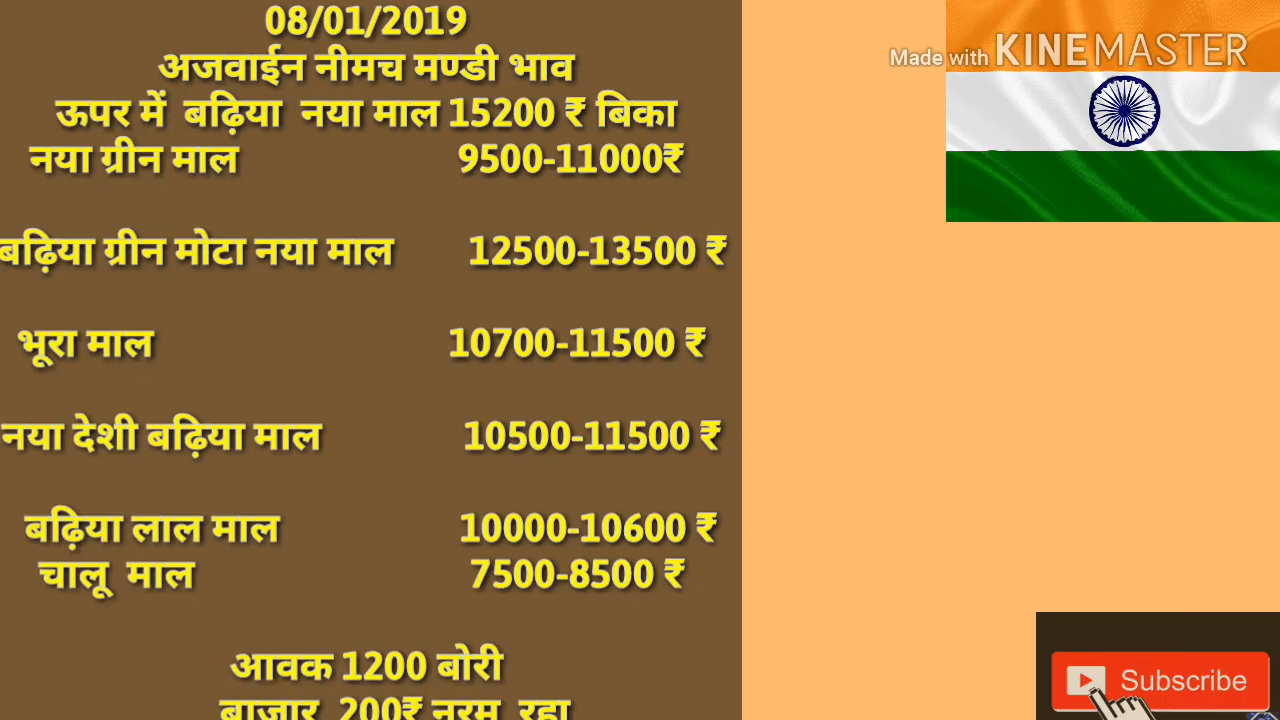 08/01/2019
अजवाईन नीमच मण्डी भाव
ऊपर में बढ़िया नया माल 15200 ₹ बिका
नया ग्रीन माल 9500-11000₹
बढ़िया ग्रीन मोटा नया माल 12500-13500 ₹
भूरा माल 10700-11500 ₹
नया देशी बढ़िया माल 10500-11500 ₹
बढ़िया लाल माल 10000-10600 ₹
चालू माल 7500-8500 ₹
आवक 1200 बोरी
बाजार 200₹ नरम रहा
Made with KINEMASTER
Subscribe